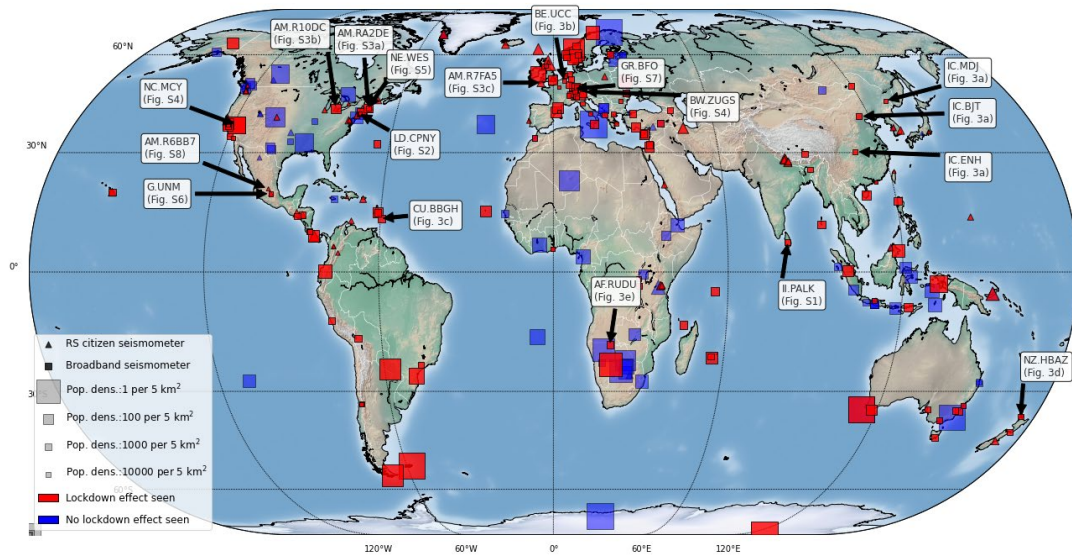 BE.UCC
(Fig. 3b)
AM.R10DC
(Fig. S3b)
AM.RA2DE
(Fig. S3a)
NE.WES
(Fig. S5)
GR.BFO
(Fig. S7)
IC.MDJ
(Fig. 3a)
60°N
NC.MCY
(Fig. S4)
AM.R7FA5
(Fig. S3c)
BW.ZUGS
(Fig. S4)
IC.BJT
(Fig. 3a)
AM.R6BB7
(Fig. S8)
LD.CPNY
(Fig. S2)
30°N
IC.ENH
(Fig. 3a)
G.UNM
(Fig. S6)
CU.BBGH
(Fig. 3c)
0°
AF.RUDU
(Fig. 3e)
II.PALK
(Fig. S1)
RS citizen seismometer
Broadband seismometer
NZ.HBAZ
(Fig. 3d)
Pop. dens.:1 per 5 km²
30°S
Pop. dens.:100 per 5 km²
Pop. dens.:1000 per 5 km²
Pop. dens.:10000 per 5 km²
60°S
Lockdown effect seen
No lockdown effect seen
120°W
60°W
0°
60°E
120°E